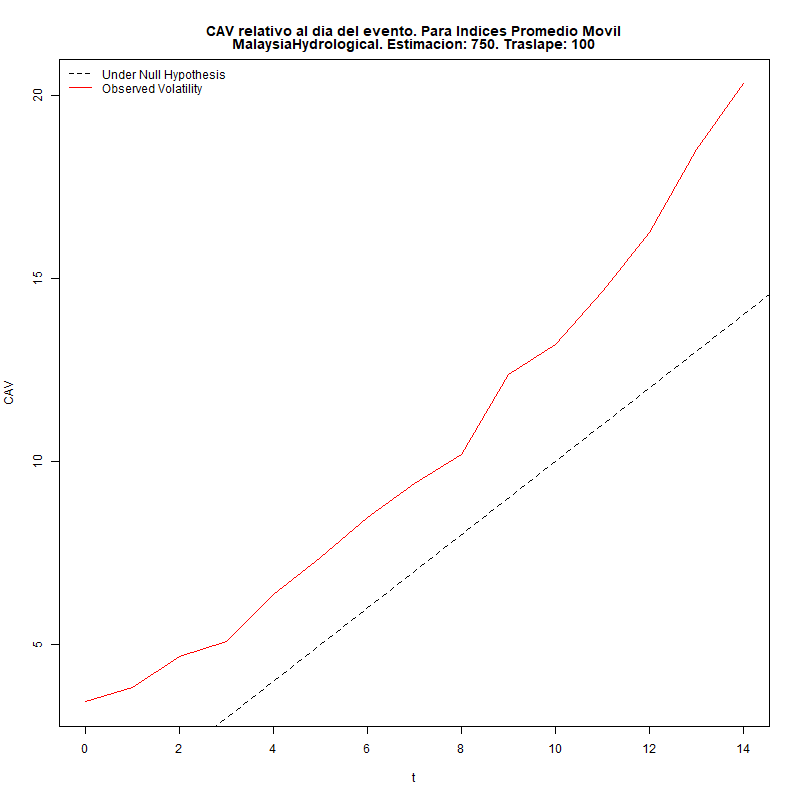 CAV relativo al dia del evento. Para Indices Promedio Movil
MalaysiaHydrological. Estimacion: 750. Traslape: 100
Under Null Hypothesis
Observed Volatility
20
15
10
5
CAV
0 2 4 6 8 10 12 14
t